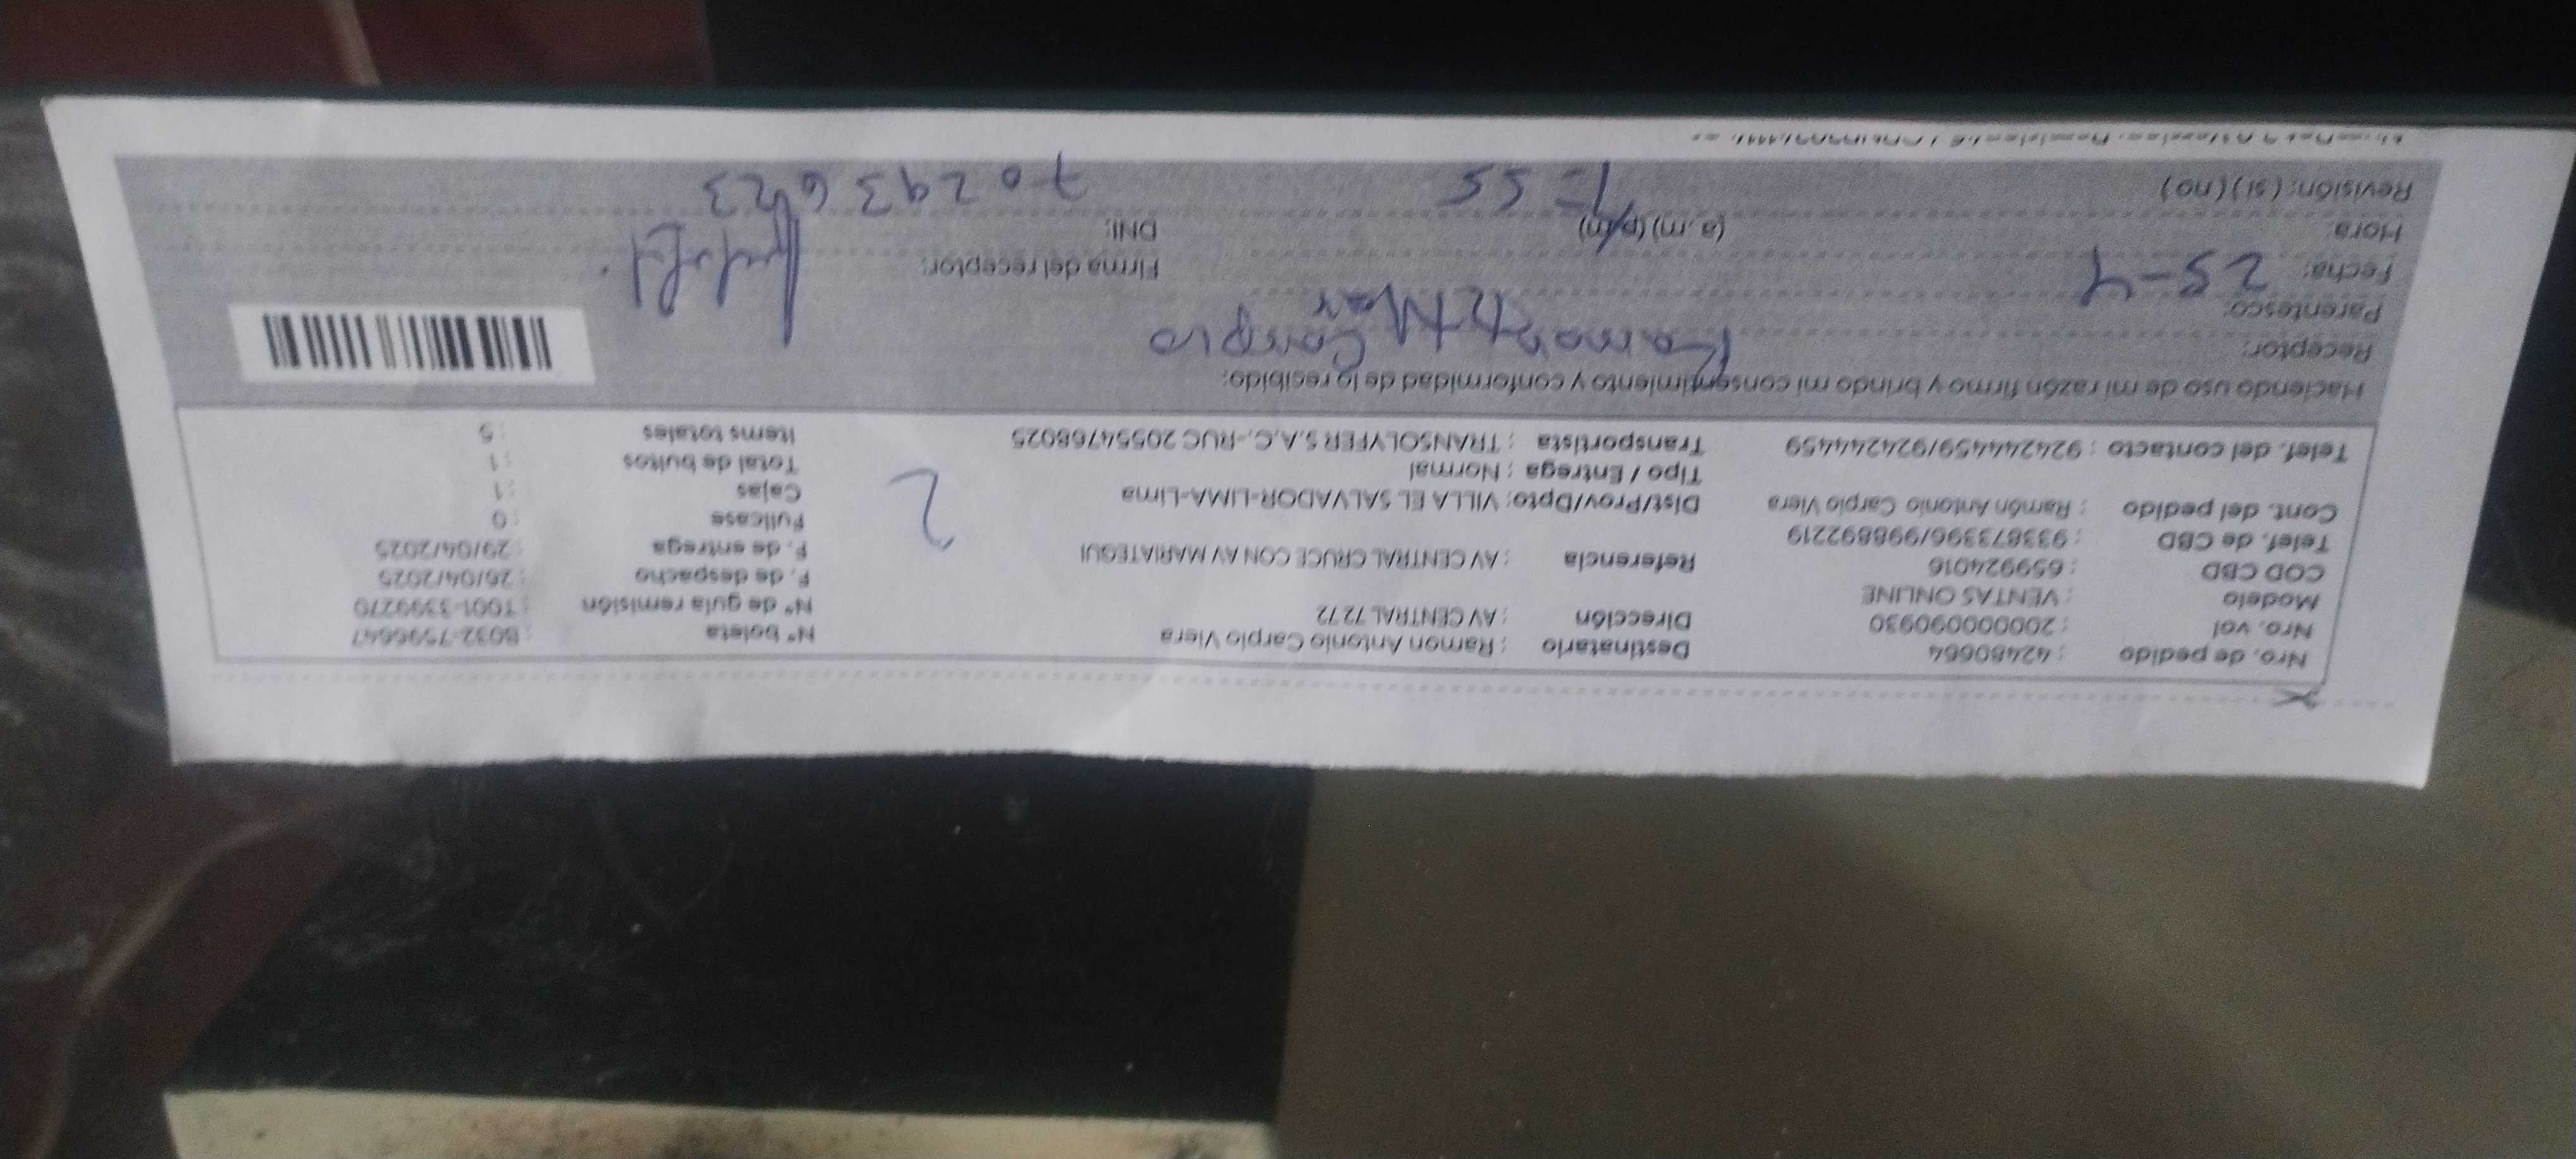 Nro. de pedido : 42480664 Destinatario : Ramon Antonio Carpio Viera Nº boleta : B032-7596647
Nro. vol : 2000000090930 Dirección : AV CENTRAL 7272 Nº de guía remisión : T001-3399270
Modelo : VENTAS ONLINE F. de despacho : 26/04/2025
COD CBD : 659924016 Referencia : AV CENTRAL CRUCE CON AV MARIATEGUI F. de entrega : 29/04/2025
Telef. de CBD : 933873396/998892219 Fullcase : 0
Cont. del pedido : Ramón Antonio Carpio Viera Dist/Prov/Dpto: VILLA EL SALVADOR-LIMA-Lima Cajas : 1
Tipo / Entrega : Normal Total de bultos : 1
Telef. del contacto : 924244459/924244459 Transportista : TRANSOLYFER S.A.C.-RUC 20554768025 Items totales : 5
2
Haciendo uso de mi razón firmo y brindo mi consentimiento y conformidad de lo recibido:
Receptor: Carpio
Parentesco:
Fecha: 25-4 Firma del receptor:
Hora: (a.m) (p.m) 1:55 DNI: 70293623
Revisión: (si) (no)